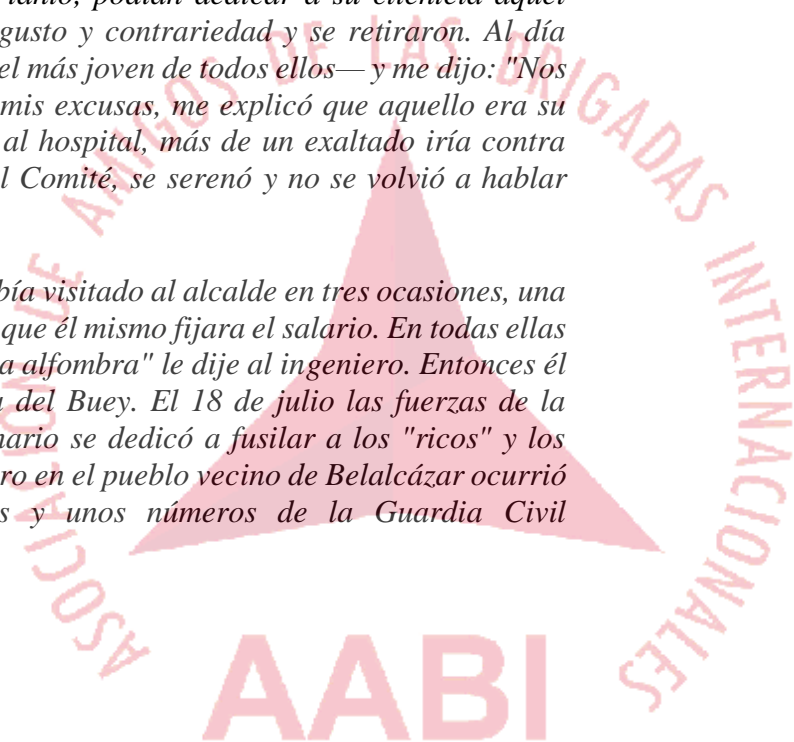 tanto, podían dedicar a su clientela aquel
gusto y contrariedad y se retiraron. Al día
el más joven de todos ellos— y me dijo: "Nos
mis excusas, me explicó que aquello era su
al hospital, más de un exaltado iría contra
l Comité, se serenó y no se volvió a hablar
bía visitado al alcalde en tres ocasiones, una
que él mismo fijara el salario. En todas ellas
a alfombra" le dije al ingeniero. Entonces él
del Buey. El 18 de julio las fuerzas de la
nario se dedicó a fusilar a los "ricos" y los
ro en el pueblo vecino de Belalcázar ocurrió
s y unos números de la Guardia Civil
ASOCIACION DE AMIGOS DE LAS BRIGADAS INTERNACIONALES
AABI